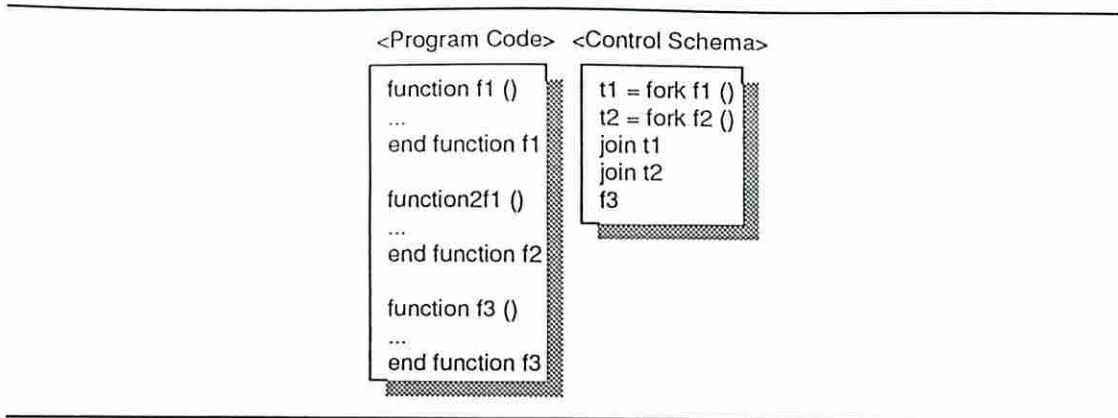 <Program Code> <Control Schema>
function f1 ()
...
end function f1
function2f1 ()
...
end function f2
function f3 ()
...
end function f3
t1 = fork f1 ()
t2 = fork f2 ()
join t1
join t2
f3